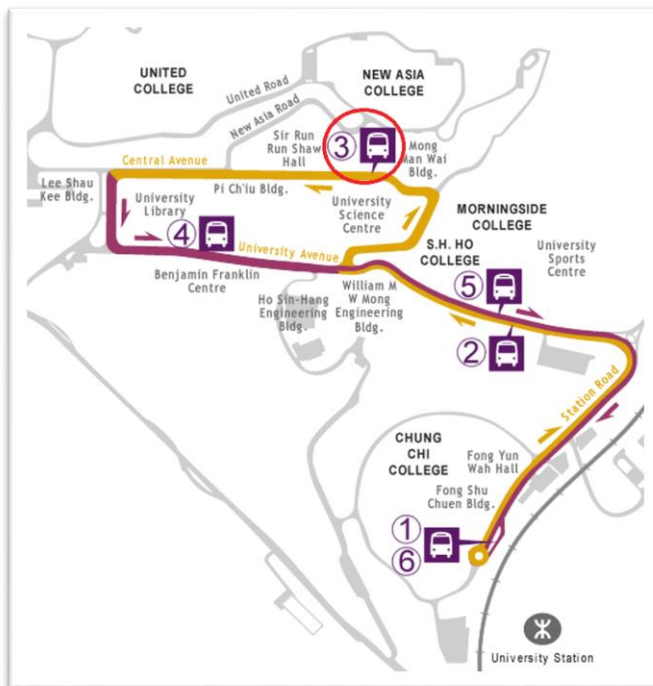 UNITED
COLLEGE
NEW ASIA
COLLEGE
United Road
New Asia Road
Sir Run
Run Shaw
Hall
③
Mong
Man Wai
Bldg.
Central Avenue
Lee Shau
Kee Bldg.
Pi Ch'iu Bldg.
University
Library
④
University
Science
Centre
University Avenue
MORNINGSIDE
COLLEGE
S.H. HO
COLLEGE
University
Sports
Centre
Benjamin Franklin
Centre
Ho Sin-Hang
Engineering
Bldg.
William M
W Mong
Engineering
Bldg.
⑤
②
Station Road
CHUNG
CHI
COLLEGE
Fong Yun
Wah Hall
Fong Shu
Chuen Bldg.
①
⑥
University Station